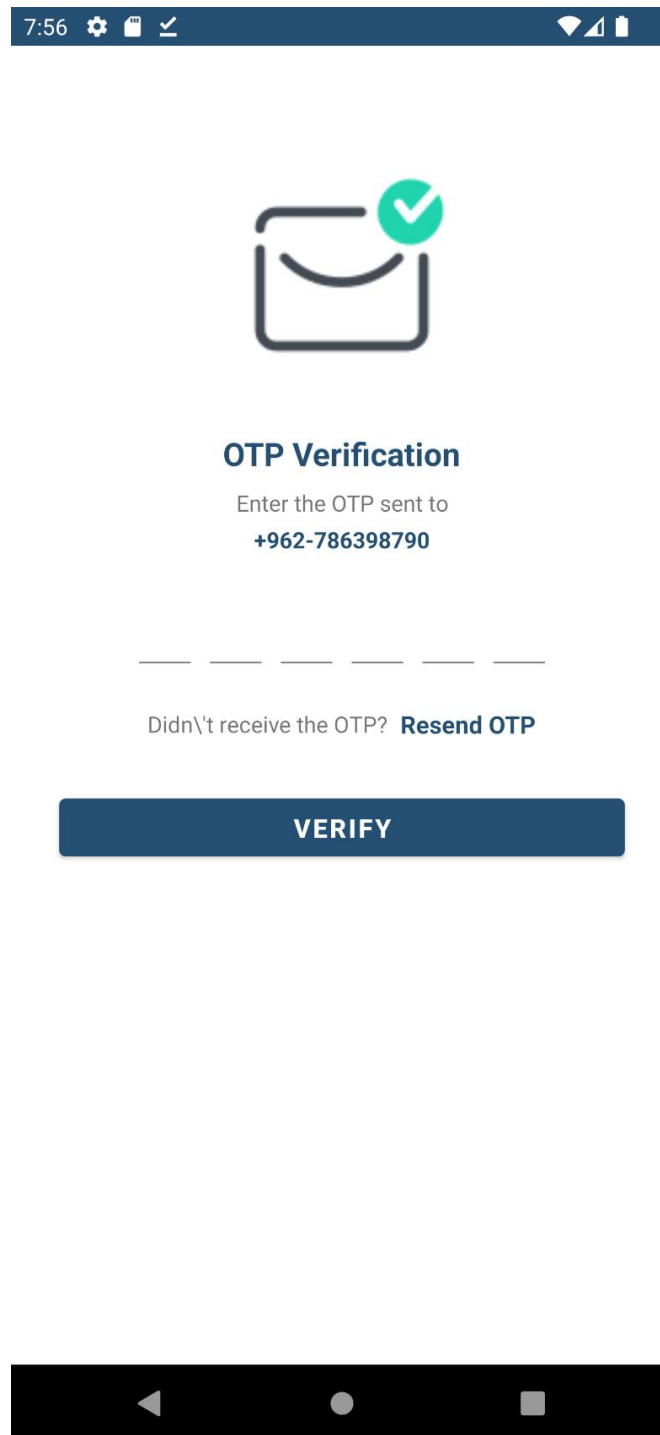 7:56
OTP Verification
Enter the OTP sent to
+962-786398790
Didn\'t receive the OTP? Resend OTP
VERIFY